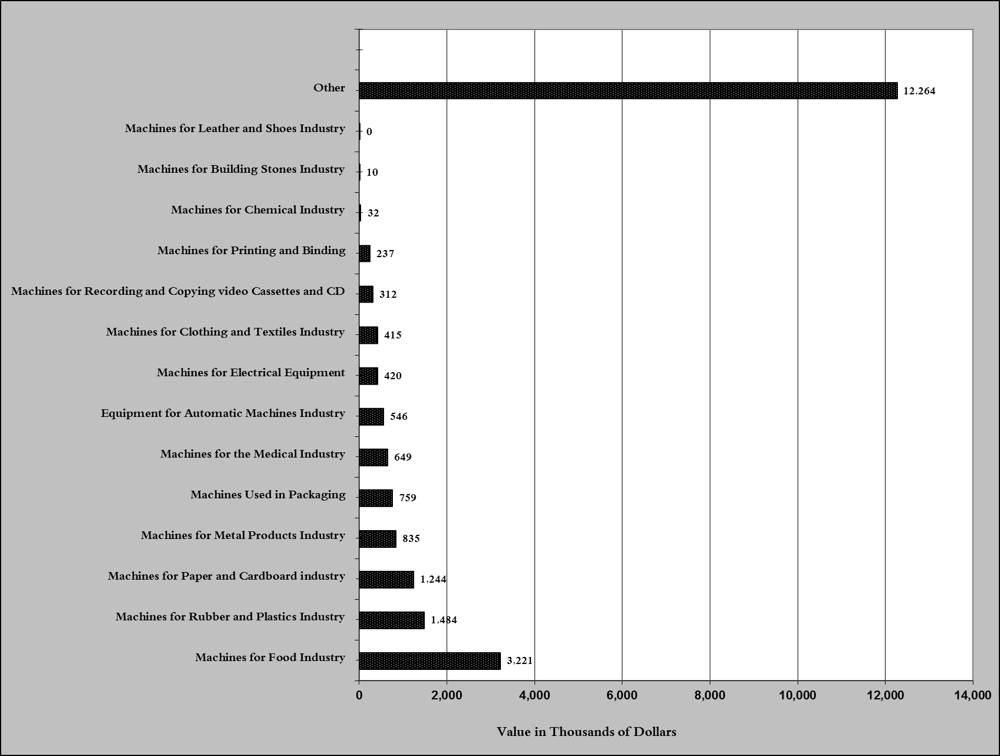 Other 12,264
Machines for Leather and Shoes Industry 0
Machines for Building Stones Industry 10
Machines for Chemical Industry 32
Machines for Printing and Binding 237
Machines for Recording and Copying video Cassettes and CD 312
Machines for Clothing and Textiles Industry 415
Machines for Electrical Equipment 420
Equipment for Automatic Machines Industry 546
Machines for the Medical Industry 649
Machines Used in Packaging 759
Machines for Metal Products Industry 835
Machines for Paper and Cardboard industry 1,244
Machines for Rubber and Plastics Industry 1,484
Machines for Food Industry 3,221
0 2,000 4,000 6,000 8,000 10,000 12,000 14,000
Value in Thousands of Dollars